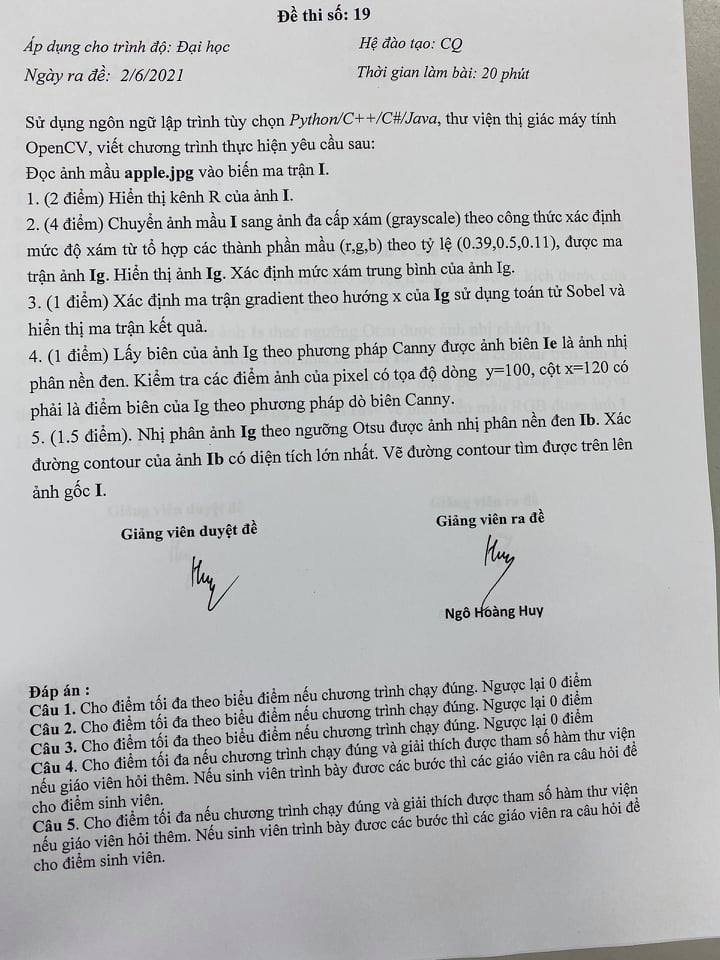 Đề thi số: 19
Áp dụng cho trình độ: Đại học
Hệ đào tạo: CQ
Ngày ra đề: 2/6/2021
Thời gian làm bài: 20 phút
Sử dụng ngôn ngữ lập trình tùy chọn Python/C++/C#/Java, thư viện thị giác máy tính
OpenCV, viết chương trình thực hiện yêu cầu sau:
Đọc ảnh mầu apple.jpg vào biến ma trận I.
1. (2 điểm) Hiển thị kênh R của ảnh I.
2. (4 điểm) Chuyển ảnh mầu I sang ảnh đa cấp xám (grayscale) theo công thức xác định
mức độ xám từ tổ hợp các thành phần mầu (r,g,b) theo tỷ lệ (0.39,0.5,0.11), được ma
trận ảnh Ig. Hiển thị ảnh Ig. Xác định mức xám trung bình của ảnh Ig.
3. (1 điểm) Xác định ma trận gradient theo hướng x của Ig sử dụng toán tử Sobel và
hiển thị ma trận kết quả.
4. (1 điểm) Lấy biên của ảnh Ig theo phương pháp Canny được ảnh biên Ie là ảnh nhị
phân nền đen. Kiểm tra các điểm ảnh của pixel có tọa độ dòng y=100, cột x=120 có
phải là điểm biên của Ig theo phương pháp dò biên Canny.
5. (1.5 điểm). Nhị phân ảnh Ig theo ngưỡng Otsu được ảnh nhị phân nền đen Ib. Xác
đường contour của ảnh Ib có diện tích lớn nhất. Vẽ đường contour tìm được trên lên
ảnh gốc I.
Giảng viên duyệt đề
Giảng viên ra đề
Huy
Huy
Ngô Hoàng Huy
Đáp án :
Câu 1. Cho điểm tối đa theo biểu điểm nếu chương trình chạy đúng. Ngược lại 0 điểm
Câu 2. Cho điểm tối đa theo biểu điểm nếu chương trình chạy đúng. Ngược lại 0 điểm
Câu 3. Cho điểm tối đa theo biểu điểm nếu chương trình chạy đúng. Ngược lại 0 điểm
Câu 4. Cho điểm tối đa nếu chương trình chạy đúng và giải thích được tham số hàm thư viện
nếu giáo viên hỏi thêm. Nếu sinh viên trình bày đươc các bước thì các giáo viên ra câu hỏi để
cho điểm sinh viên.
Câu 5. Cho điểm tối đa nếu chương trình chạy đúng và giải thích được tham số hàm thư viện
nếu giáo viên hỏi thêm. Nếu sinh viên trình bày đươc các bước thì các giáo viên ra câu hỏi để
cho điểm sinh viên.